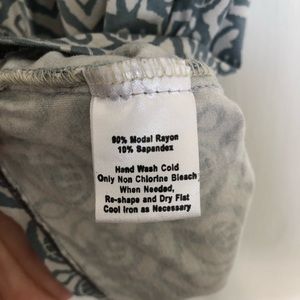 90% Modal Rayon
10% Sapandez
Hand Wash Cold
Only Non Chlorine Bleach
When Needed,
Re-shape and Dry Flat
Cool Iron as Necessary